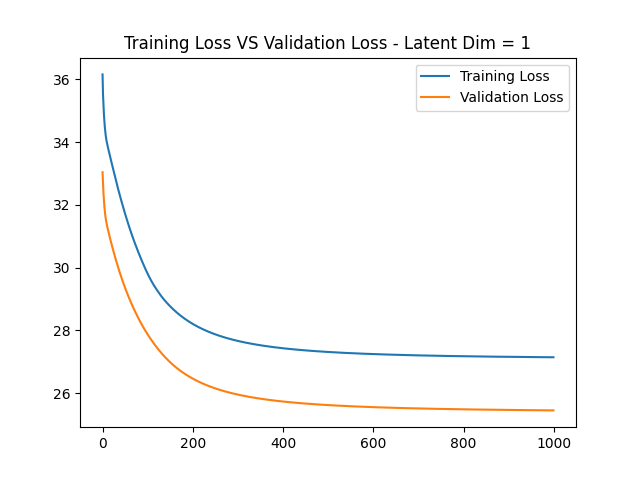 Training Loss VS Validation Loss - Latent Dim = 1
Training Loss
Validation Loss
36
34
32
30
28
26
0 200 400 600 800 1000